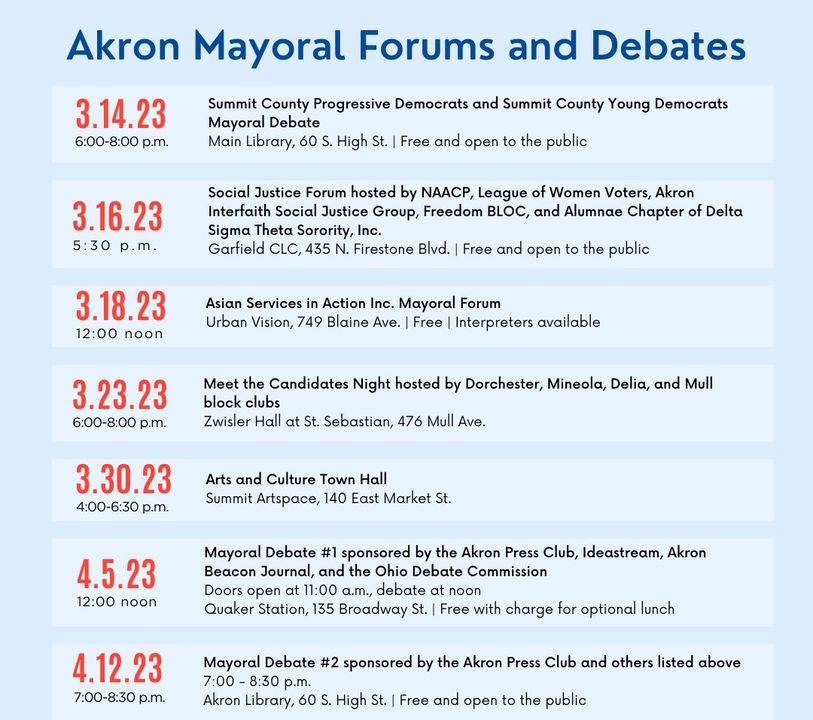 Akron Mayoral Forums and Debates
3.14.23
6:00-8:00 p.m.
Summit County Progressive Democrats and Summit County Young Democrats
Mayoral Debate
Main Library, 60 S. High St. | Free and open to the public
3.16.23
5:30 p.m.
Social Justice Forum hosted by NAACP, League of Women Voters, Akron
Interfaith Social Justice Group, Freedom BLOC, and Alumnae Chapter of Delta
Sigma Theta Sorority, Inc.
Garfield CLC, 435 N. Firestone Blvd. | Free and open to the public
3.18.23
12:00 noon
Asian Services in Action Inc. Mayoral Forum
Urban Vision, 749 Blaine Ave. | Free | Interpreters available
3.23.23
6:00-8:00 p.m.
Meet the Candidates Night hosted by Dorchester, Mineola, Delia, and Mull
block clubs
Zwisler Hall at St. Sebastian, 476 Mull Ave.
3.30.23
4:00-6:30 p.m.
Arts and Culture Town Hall
Summit Artspace, 140 East Market St.
4.5.23
12:00 noon
Mayoral Debate #1 sponsored by the Akron Press Club, Ideastream, Akron
Beacon Journal, and the Ohio Debate Commission
Doors open at 11:00 a.m., debate at noon
Quaker Station, 135 Broadway St. | Free with charge for optional lunch
4.12.23
7:00-8:30 p.m.
Mayoral Debate #2 sponsored by the Akron Press Club and others listed above
7:00 - 8:30 p.m.
Akron Library, 60 S. High St. | Free and open to the public